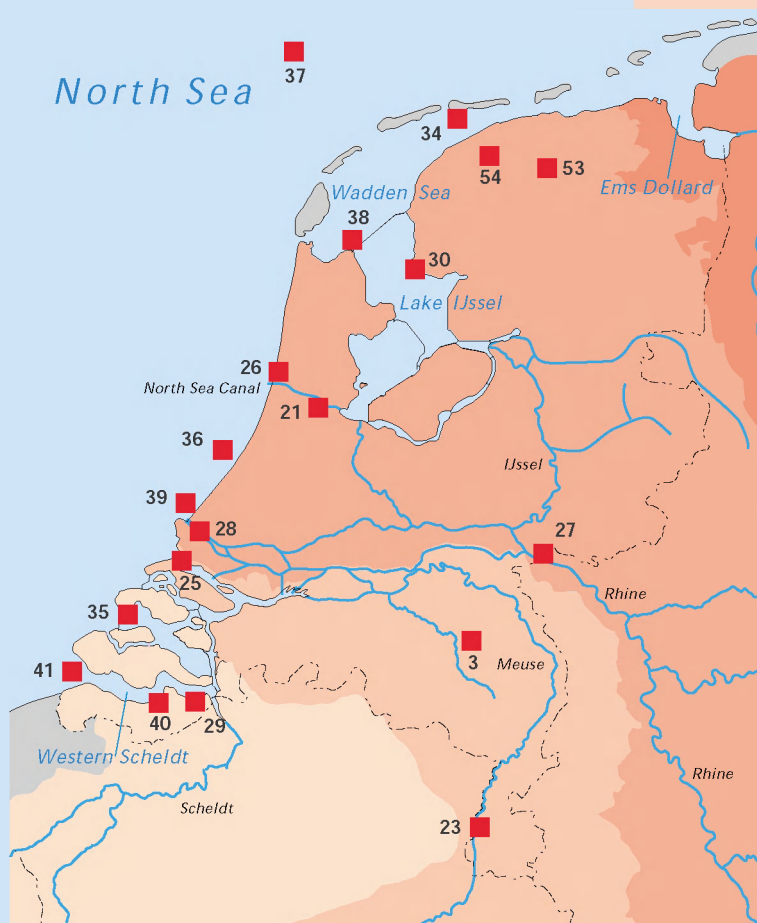 North Sea
37
34
54
53
Ems Dollard
Wadden Sea
38
30
Lake IJssel
26
North Sea Canal
21
36
IJssel
39
28
27
25
Rhine
35
3
Meuse
41
40
29
Western Scheldt
Rhine
Scheldt
23